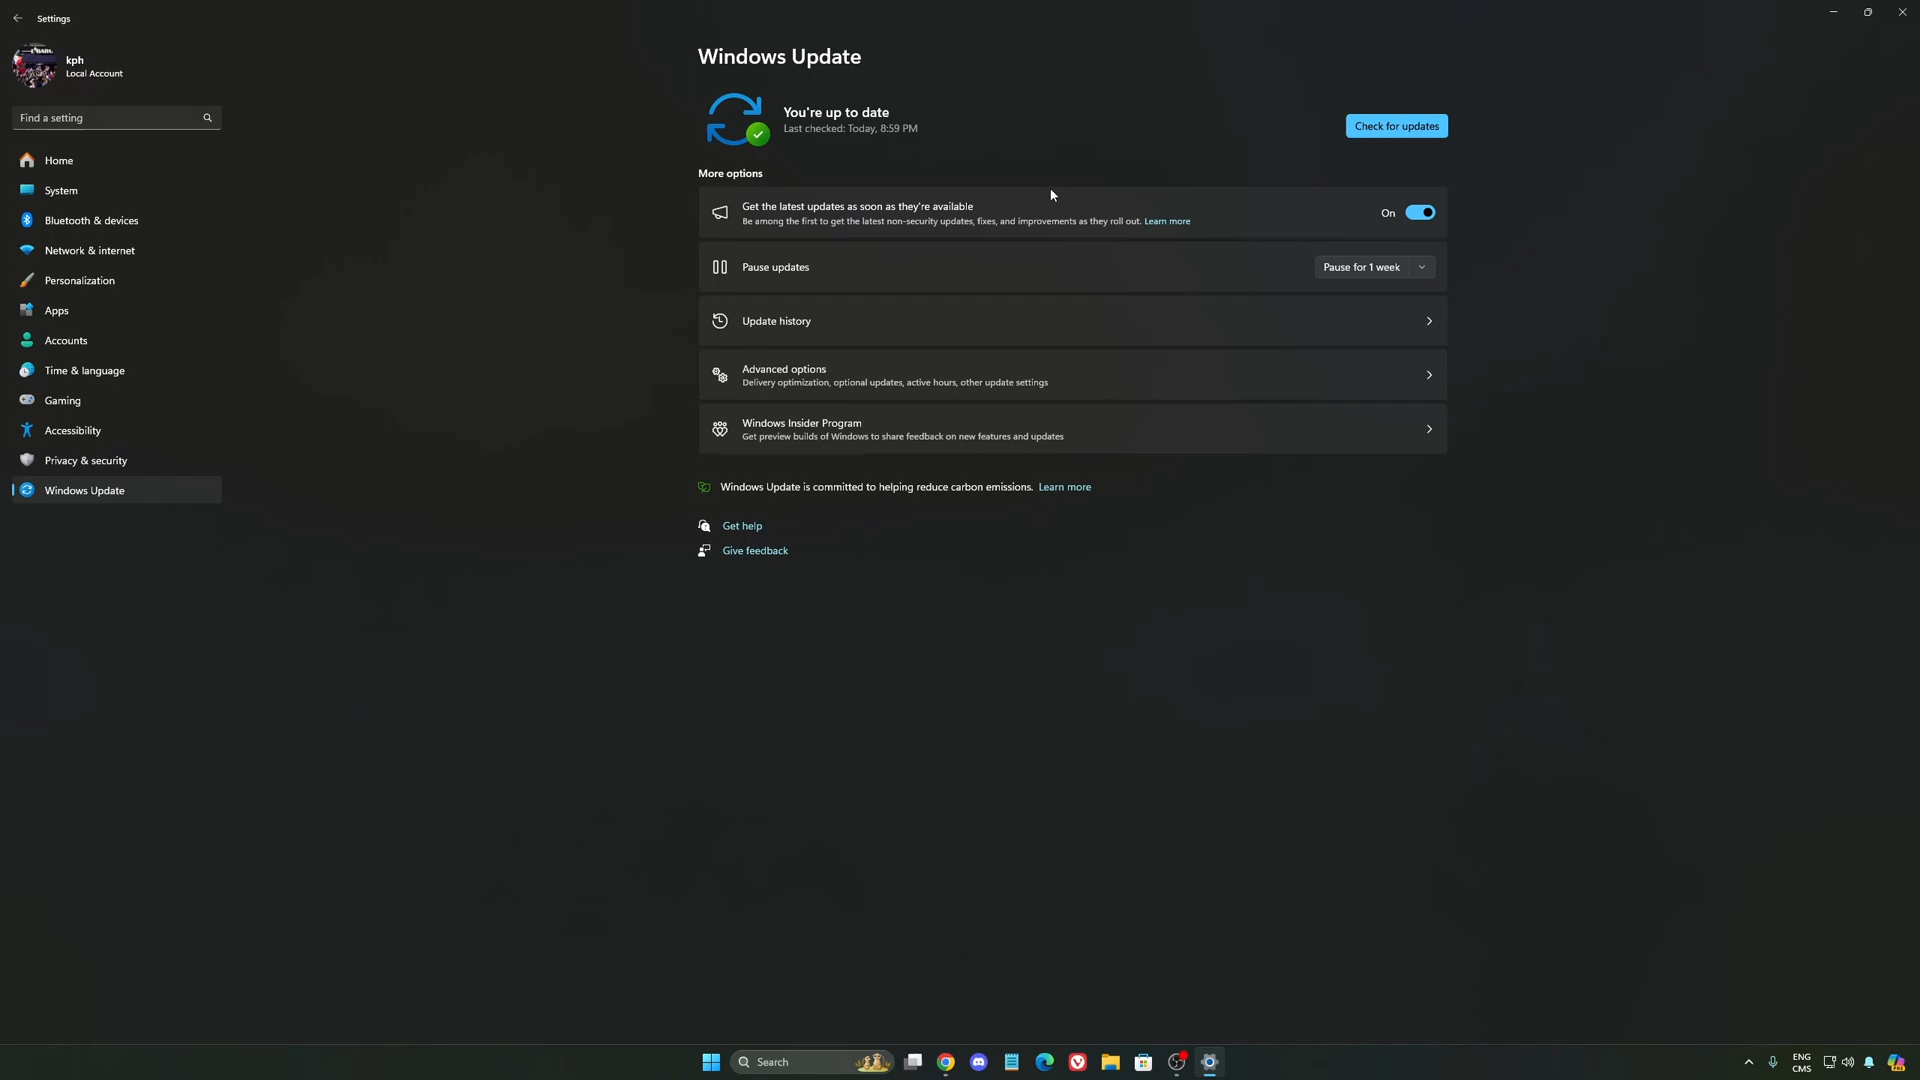 Settings
kph
Local Account
Find a setting
Home
System
Bluetooth & devices
Network & internet
Personalization
Apps
Accounts
Time & language
Gaming
Accessibility
Privacy & security
Windows Update
Windows Update
You're up to date
Last checked: Today, 8:59 PM
Check for updates
More options
Get the latest updates as soon as they're available
Be among the first to get the latest non-security updates, fixes, and improvements as they roll out. Learn more
On
Pause updates
Pause for 1 week
Update history
Advanced options
Delivery optimization, optional updates, active hours, other update settings
Windows Insider Program
Get preview builds of Windows to share feedback on new features and updates
Windows Update is committed to helping reduce carbon emissions. Learn more
Get help
Give feedback
Search
ENG
CMS